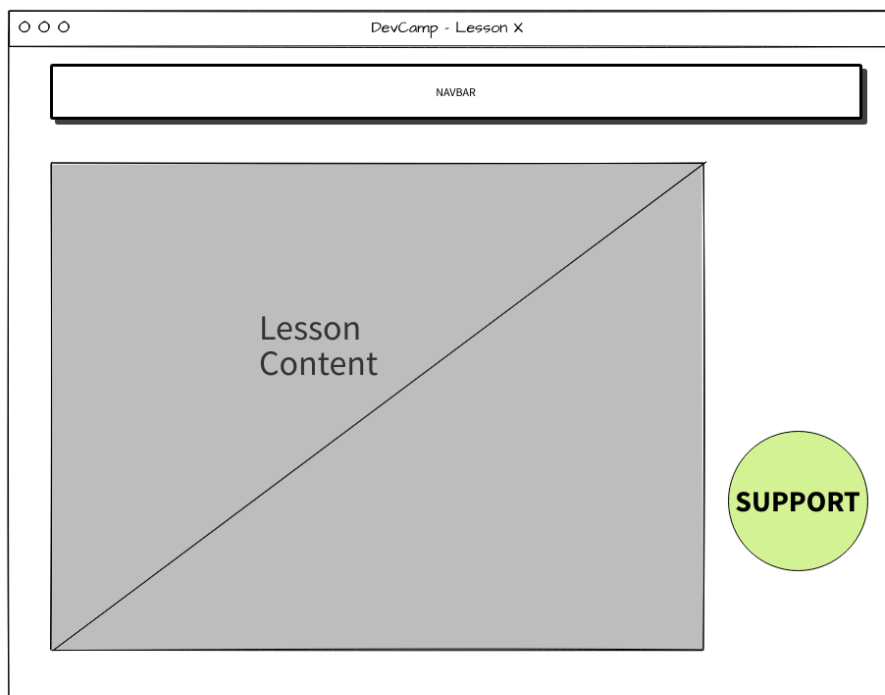 DevCamp - Lesson X
NAVBAR
Lesson
Content
SUPPORT